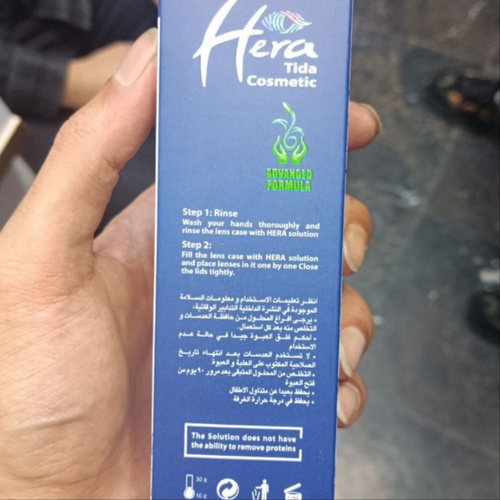 Hera
Tida
Cosmetic
ADVANCED
FORMULA
Step 1: Rinse
Wash your hands thoroughly and
rinse the lens case with HERA solution
Step 2:
Fill the lens case with HERA solution
and place lenses in it one by one Close
the lids tightly.
انظر تعليمات الاستخدام و معلومات السلامة
الموجودة في النشرة الداخلية التدابير الوقائية:
• يرجى افراغ المحلول من حافظة العدسات و
التخلص منه بعد كل استعمال.
• احكم غلق العبوة جيدا في حالة عدم
الاستخدام
• لا تستخدم العدسات بعد انتهاء تاريخ
الصلاحية المكتوب على العلبة و العبوة
• التخلص من المحلول المتبقي بعد مرور ٩٠ يوم من
فتح العبوة
• يحفظ بعيدا عن متناول الاطفال
• يحفظ في درجة حرارة الغرفة
The Solution does not have
the ability to remove proteins